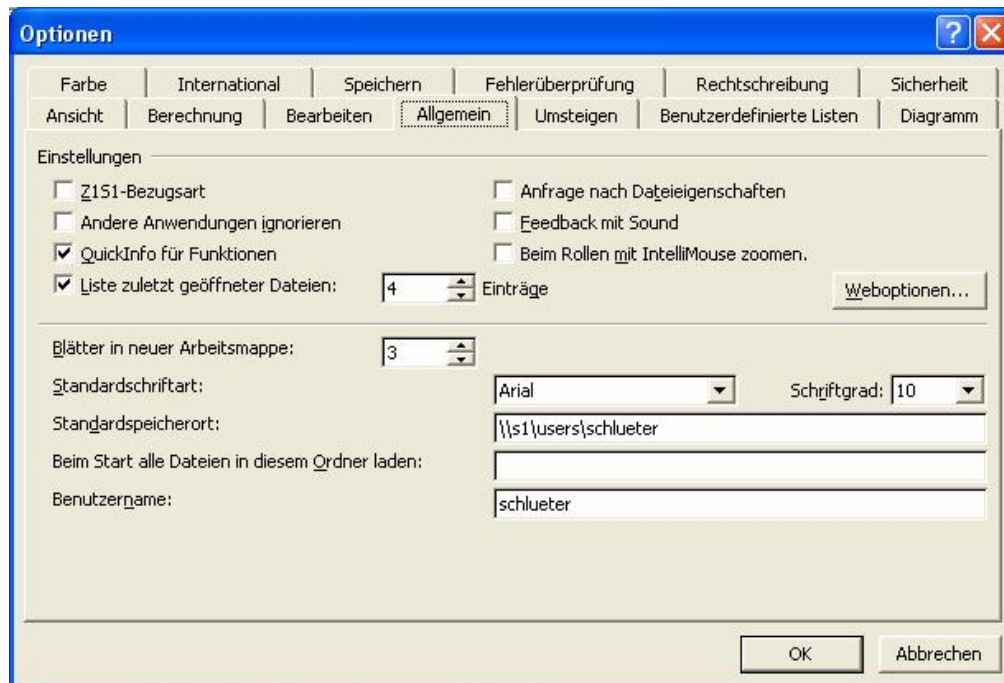 Optionen
Farbe International Speichern Fehlerüberprüfung Rechtschreibung Sicherheit
Ansicht Berechnung Bearbeiten Allgemein Umsteigen Benutzerdefinierte Listen Diagramm
Einstellungen
Z1S1-Bezugsart Anfrage nach Dateieigenschaften
Andere Anwendungen ignorieren Feedback mit Sound
QuickInfo für Funktionen Beim Rollen mit IntelliMouse zoomen.
Liste zuletzt geöffneter Dateien: 4 Einträge Weboptionen...
Blätter in neuer Arbeitsmappe: 3
Standardschriftart: Arial Schriftgrad: 10
Standardspeicherort: \\s1\users\schlueter
Beim Start alle Dateien in diesem Ordner laden:
Benutzername: schlueter
OK Abbrechen